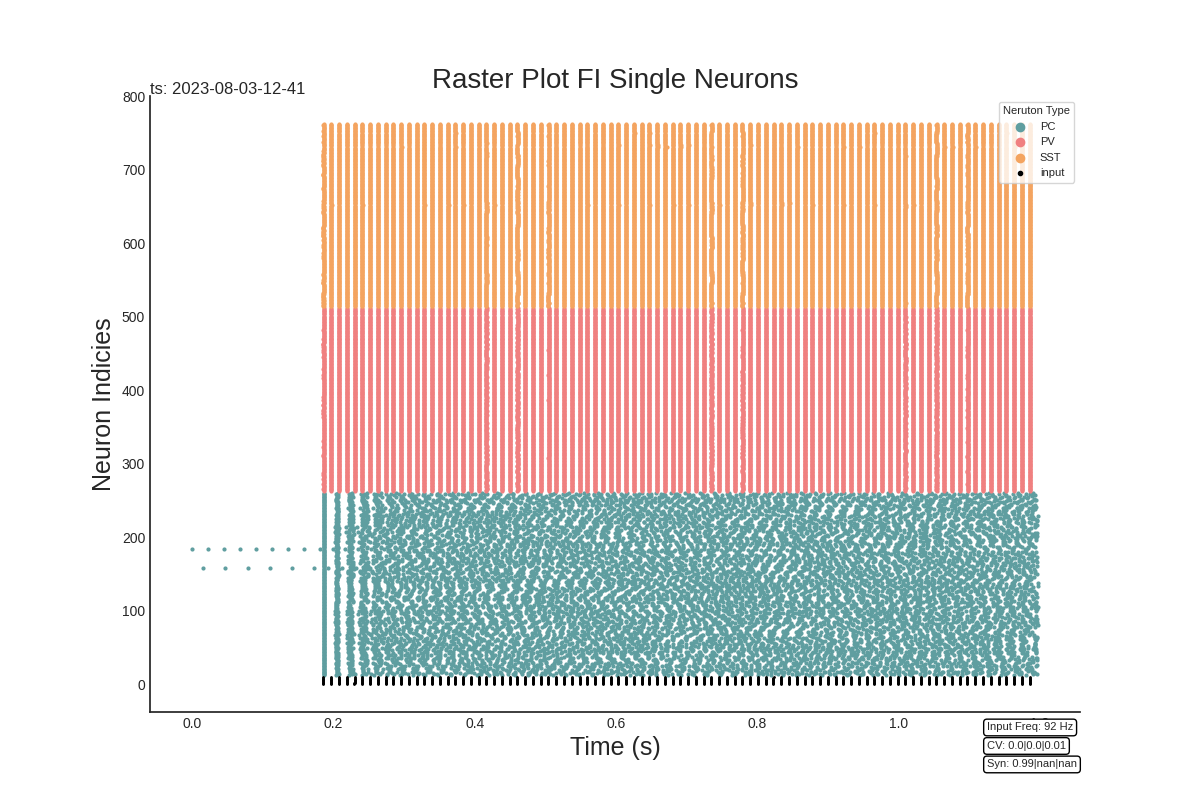 Raster Plot FI Single Neurons
ts: 2023-08-03-12-41
Neruton Type
PC
PV
SST
input
Neuron Indicies
800
700
600
500
400
300
200
100
0
0.0 0.2 0.4 0.6 0.8 1.0
Time (s)
Input Freq: 92 Hz
CV: 0.0|0.0|0.01
Syn: 0.99|nan|nan